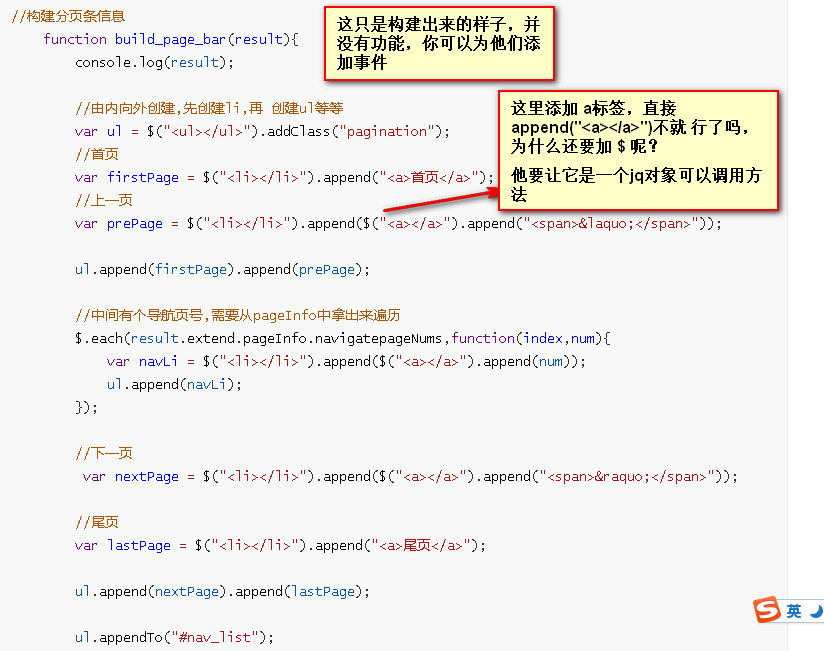 //构建分页条信息
function build_page_bar(result){
console.log(result);
这只是构建出来的样子，并
没有功能，你可以为他们添
加事件
//由内向外创建,先创建li,再 创建ul等等
var ul = $("<ul></ul>").addClass("pagination");
//首页
var firstPage = $("<li></li>").append("<a>首页</a>");
//上一页
var prePage = $("<li></li>").append($("<a></a>").append("<span>&laquo;</span>"));
这里添加 a标签，直接
append("<a></a>")不就 行了吗，
为什么还要加 $ 呢？
他要让它是一个jq对象可以调用方
法
ul.append(firstPage).append(prePage);
//中间有个导航页号,需要从pageInfo中拿出来遍历
$.each(result.extend.pageInfo.navigatepageNums,function(index,num){
var navLi = $("<li></li>").append($("<a></a>").append(num));
ul.append(navLi);
});
//下一页
var nextPage = $("<li></li>").append($("<a></a>").append("<span>&raquo;</span>"));
//尾页
var lastPage = $("<li></li>").append("<a>尾页</a>");
ul.append(nextPage).append(lastPage);
英
ul.appendTo("#nav_list");